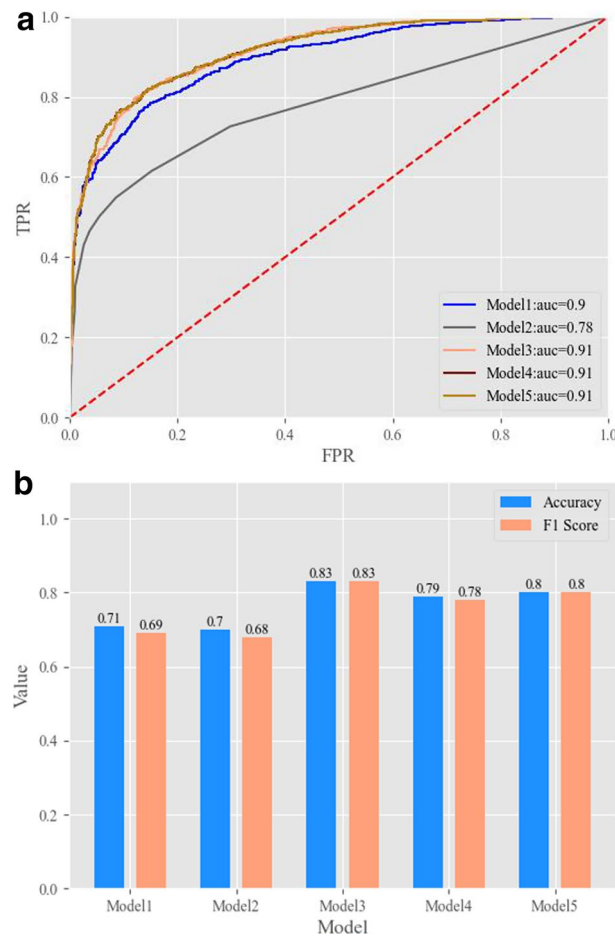 a
1.0
0.8
0.6
0.4
0.2
0.0
TPR
Model1:auc=0.9
Model2:auc=0.78
Model3:auc=0.91
Model4:auc=0.91
Model5:auc=0.91
0.0 0.2 0.4 0.6 0.8 1.0
FPR
b
Accuracy
F1 Score
1.0
0.8
0.6
0.4
0.2
0.0
Value
0.71 0.69 0.7 0.68 0.83 0.83 0.79 0.78 0.8 0.8
Model1 Model2 Model3 Model4 Model5
Model